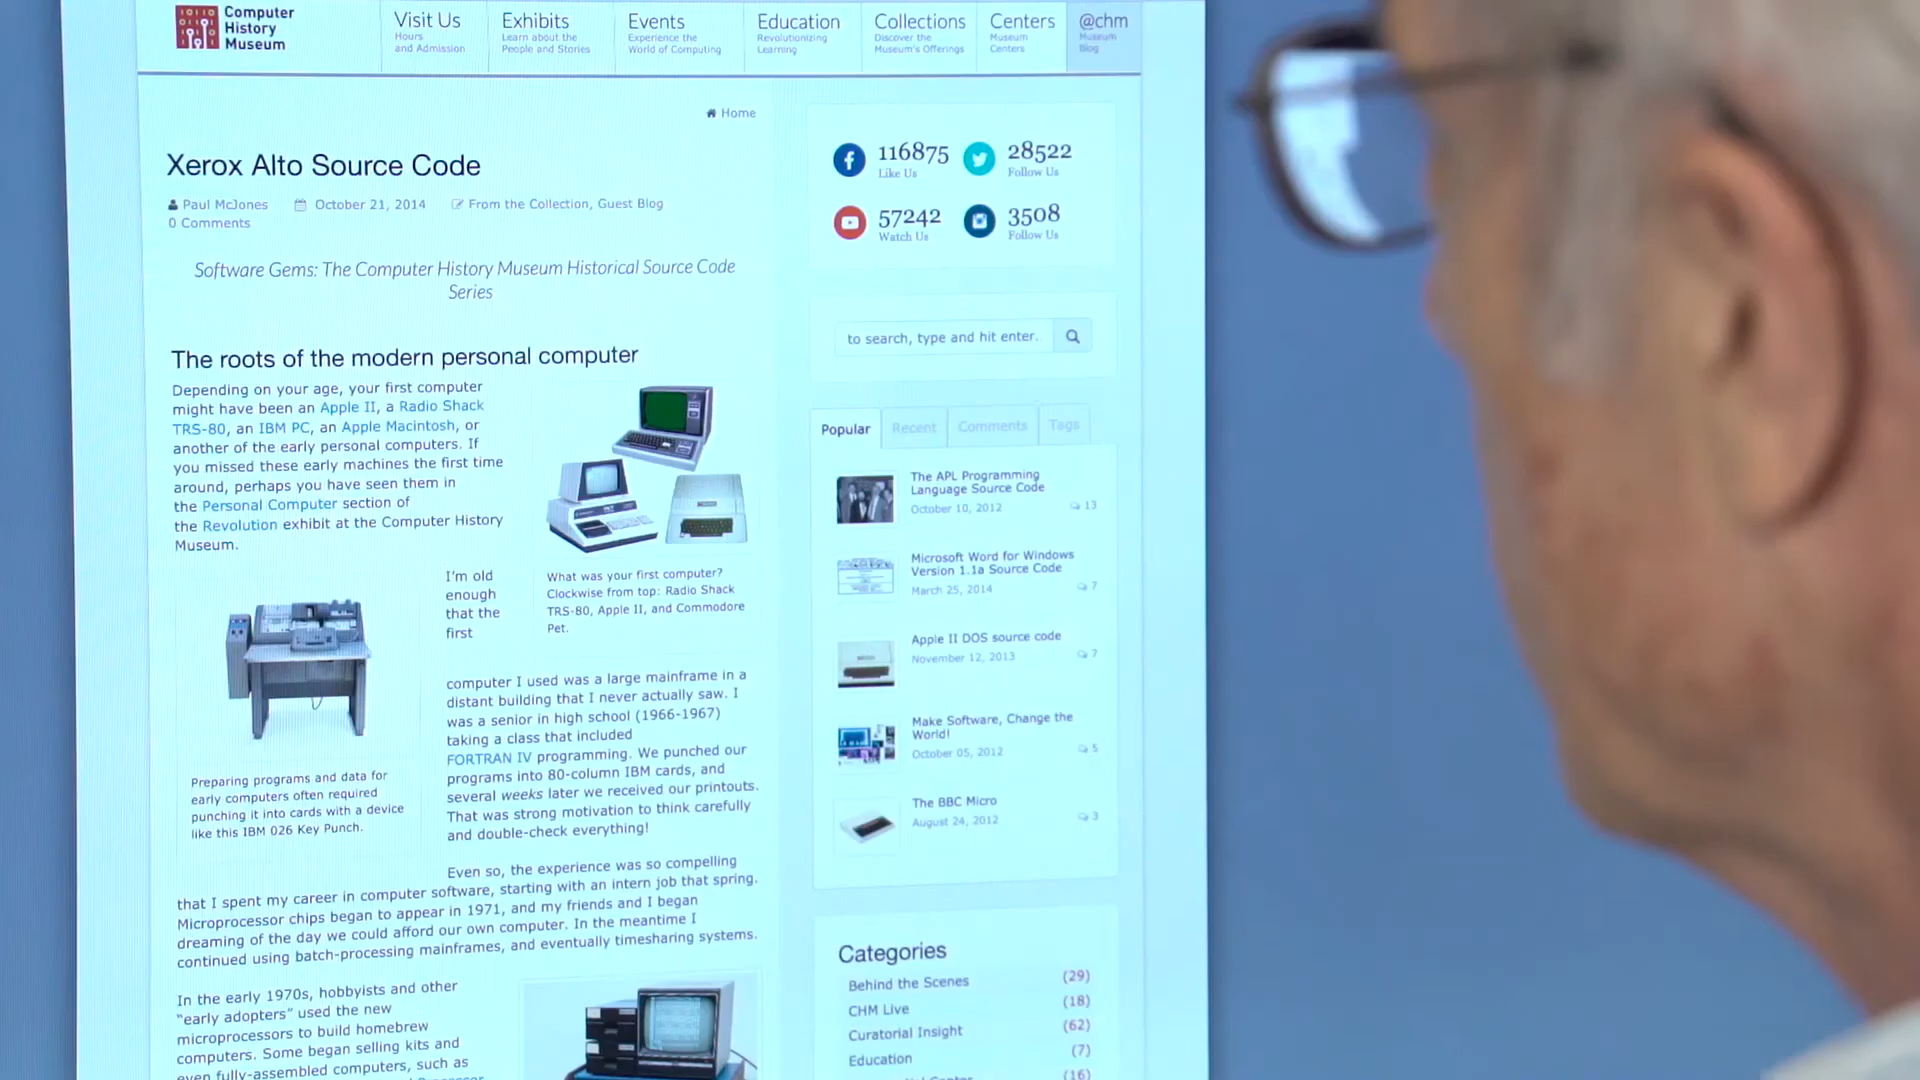 Computer
History
Museum
Visit Us
Hours
and Admission
Exhibits
Learn about the
People and Stories
Events
Experience the
World of Computing
Education
Revolutionizing
Learning
Collections
Discover the
Museum's Offerings
Centers
Museum
Centers
@chm
Museum
Blog
Home
Xerox Alto Source Code
Paul McJones October 21, 2014 From the Collection, Guest Blog
0 Comments
Software Gems: The Computer History Museum Historical Source Code
Series
The roots of the modern personal computer
Depending on your age, your first computer
might have been an Apple II, a Radio Shack
TRS-80, an IBM PC, an Apple Macintosh, or
another of the early personal computers. If
you missed these early machines the first time
around, perhaps you have seen them in
the Personal Computer section of
the Revolution exhibit at the Computer History
Museum.
What was your first computer?
Clockwise from top: Radio Shack
TRS-80, Apple II, and Commodore
Pet.
I'm old
enough
that the
first
computer I used was a large mainframe in a
distant building that I never actually saw. I
was a senior in high school (1966-1967)
taking a class that included
FORTRAN IV programming. We punched our
programs into 80-column IBM cards, and
several weeks later we received our printouts.
That was strong motivation to think carefully
and double-check everything!
Preparing programs and data for
early computers often required
punching it into cards with a device
like this IBM 026 Key Punch.
Even so, the experience was so compelling
that I spent my career in computer software, starting with an intern job that spring.
Microprocessor chips began to appear in 1971, and my friends and I began
dreaming of the day we could afford our own computer. In the meantime I
continued using batch-processing mainframes, and eventually timesharing systems.
In the early 1970s, hobbyists and other
"early adopters" used the new
microprocessors to build homebrew
computers. Some began selling kits and
even fully-assembled computers, such as
116875
Like Us
28522
Follow Us
57242
Watch Us
3508
Follow Us
to search, type and hit enter.
Popular Recent Comments Tags
The APL Programming
Language Source Code
October 10, 2012 13
Microsoft Word for Windows
Version 1.1a Source Code
March 25, 2014 7
Apple II DOS source code
November 12, 2013 7
Make Software, Change the
World!
October 05, 2012 5
The BBC Micro
August 24, 2012 3
Categories
Behind the Scenes (29)
CHM Live (18)
Curatorial Insight (62)
Education (7)
(16)